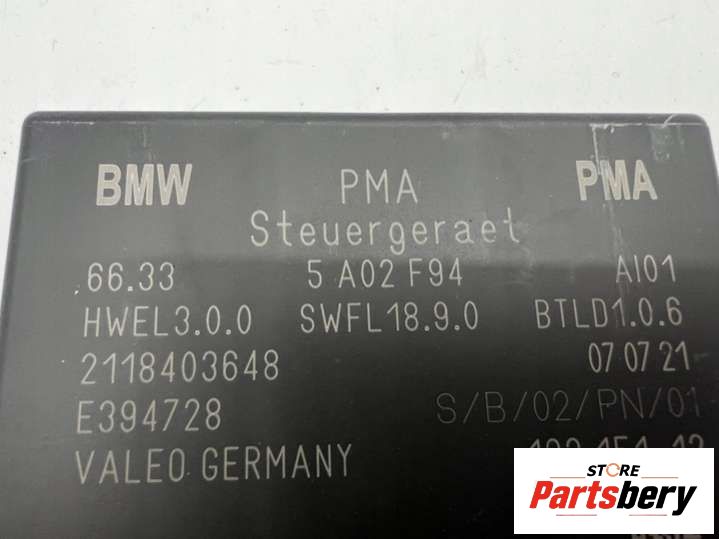 BMW PMA PMA
Steuergeraet
66.33 5 A02 F94 AI01
HWEL3.0.0 SWFL18.9.0 BTLD1.0.6
2118403648 07 07 21
E394728 S/B/02/PN/01
VALEO GERMANY
STORE
Partsbery